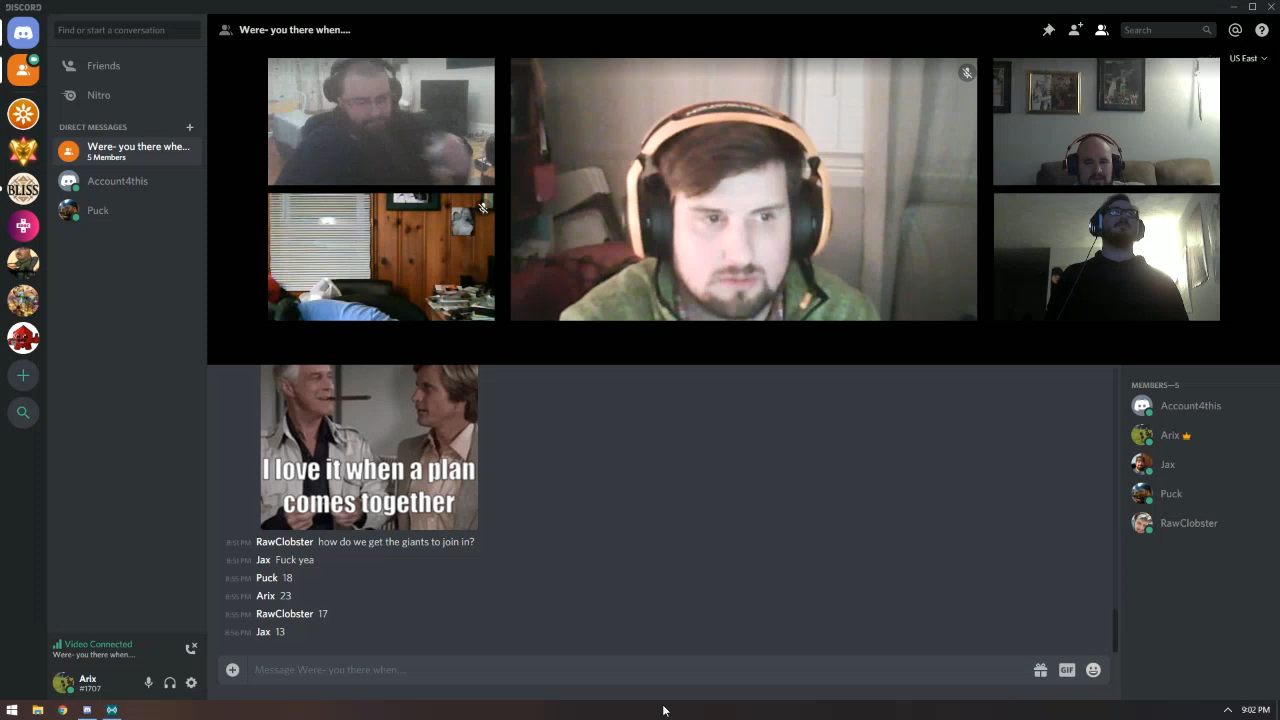 DISCORD
Find or start a conversation
Were- you there when....
Search
US East
Friends
Nitro
DIRECT MESSAGES
Were- you there whe...
5 Members
Account4this
Puck
BLISS
I love it when a plan
comes together
8:51 PM RawClobster how do we get the giants to join in?
8:51 PM Jax Fuck yea
8:55 PM Puck 18
8:55 PM Arix 23
8:55 PM RawClobster 17
8:56 PM Jax 13
MEMBERS—5
Account4this
Arix
Jax
Puck
RawClobster
Video Connected
Were- you there when....
Arix
#1707
Message Were- you there when....
GIF
9:02 PM